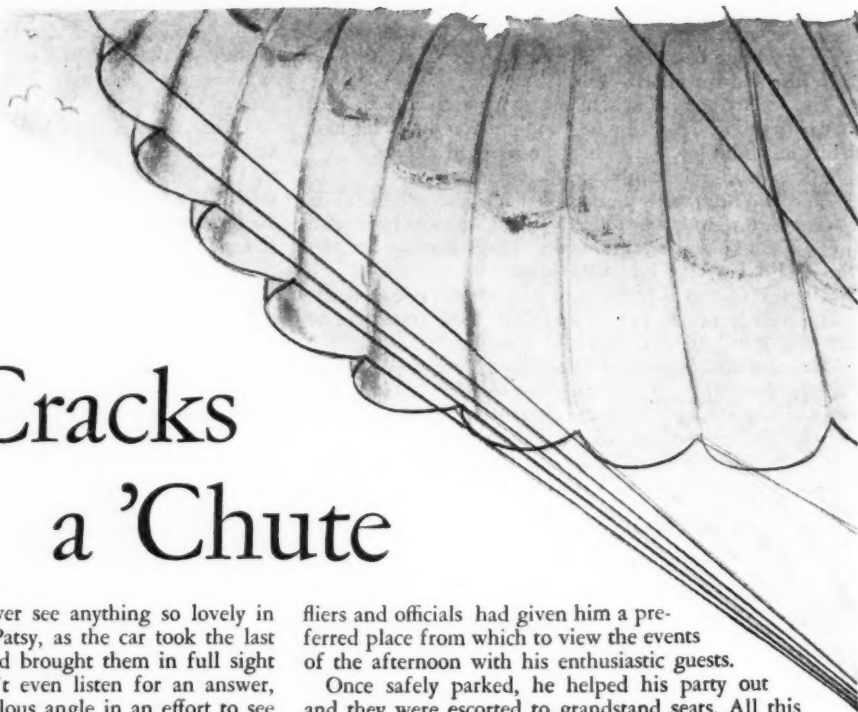 Cracks
a ’Chute
ver see anything so lovely in
Patsy, as the car took the last
d brought them in full sight
't even listen for an answer,
lous angle in an effort to see
fliers and officials had given him a pre-
ferred place from which to view the events
of the afternoon with his enthusiastic guests.
Once safely parked, he helped his party out
and they were escorted to grandstand seats. All this